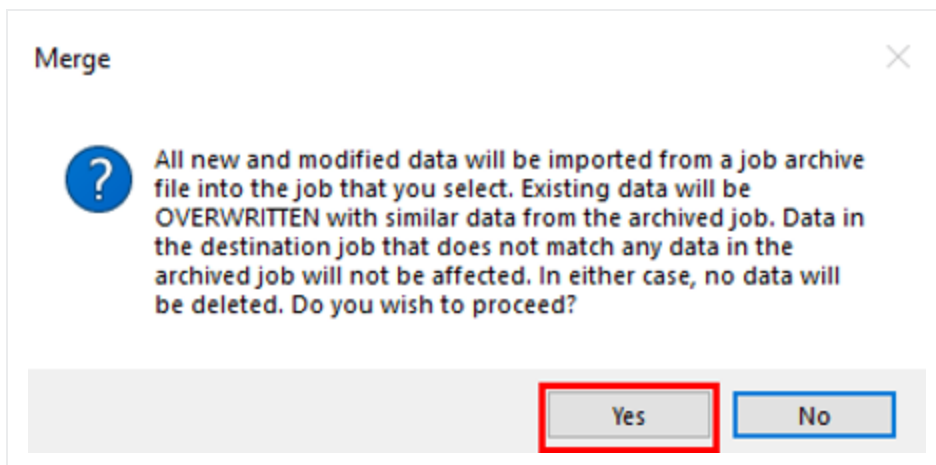 Merge
All new and modified data will be imported from a job archive
file into the job that you select. Existing data will be
OVERWRITTEN with similar data from the archived job. Data in
the destination job that does not match any data in the
archived job will not be affected. In either case, no data will
be deleted. Do you wish to proceed?
Yes No